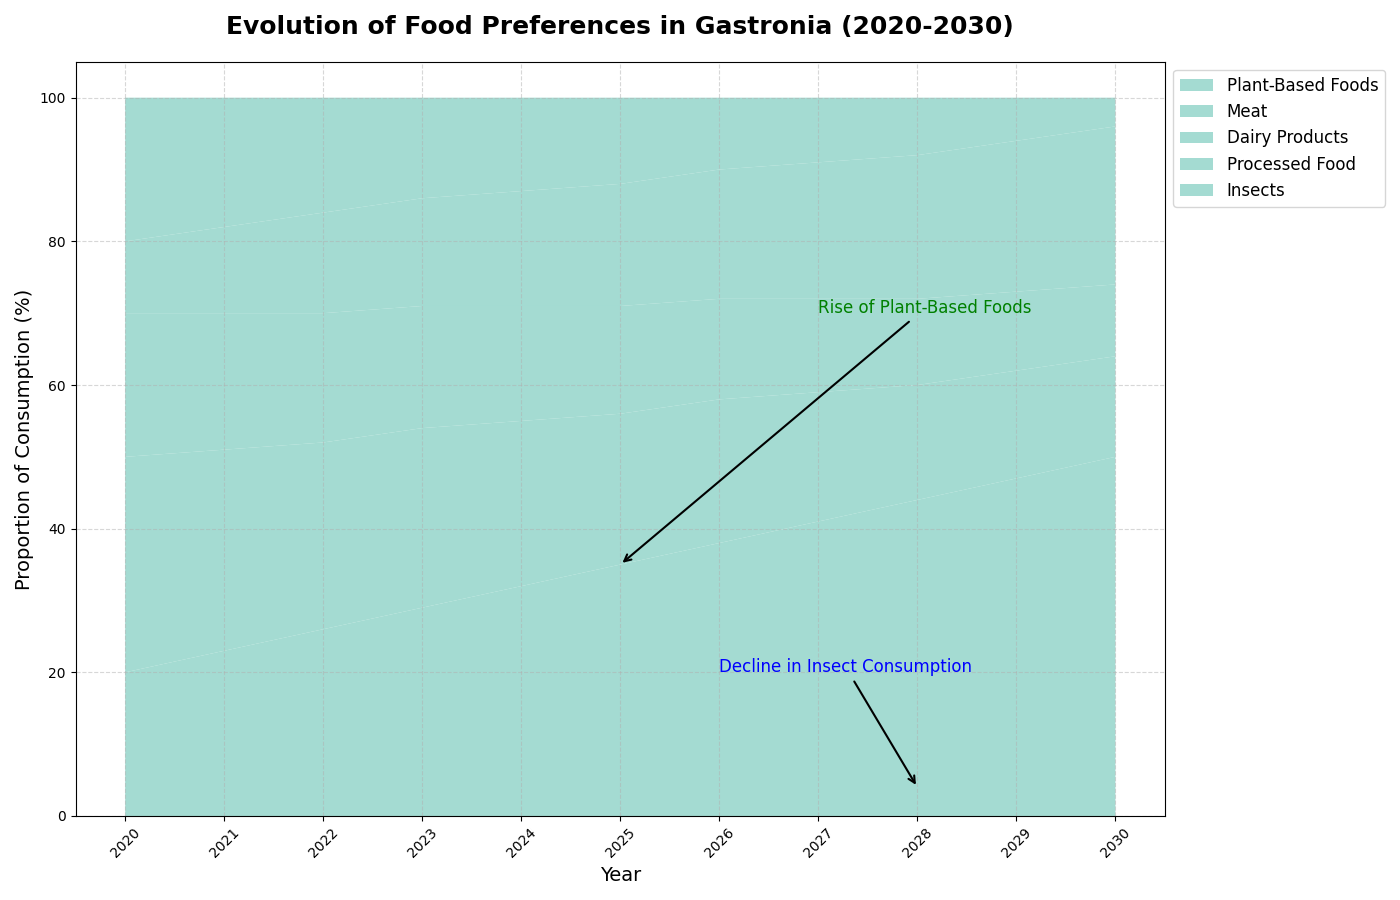 Evolution of Food Preferences in Gastronia (2020-2030)
Plant-Based Foods
Meat
Dairy Products
Processed Food
Insects
Proportion of Consumption (%)
100
80
60
40
20
0
Rise of Plant-Based Foods
Decline in Insect Consumption
2020
2021
2022
2023
2024
2025
2026
2027
2028
2029
2030
Year